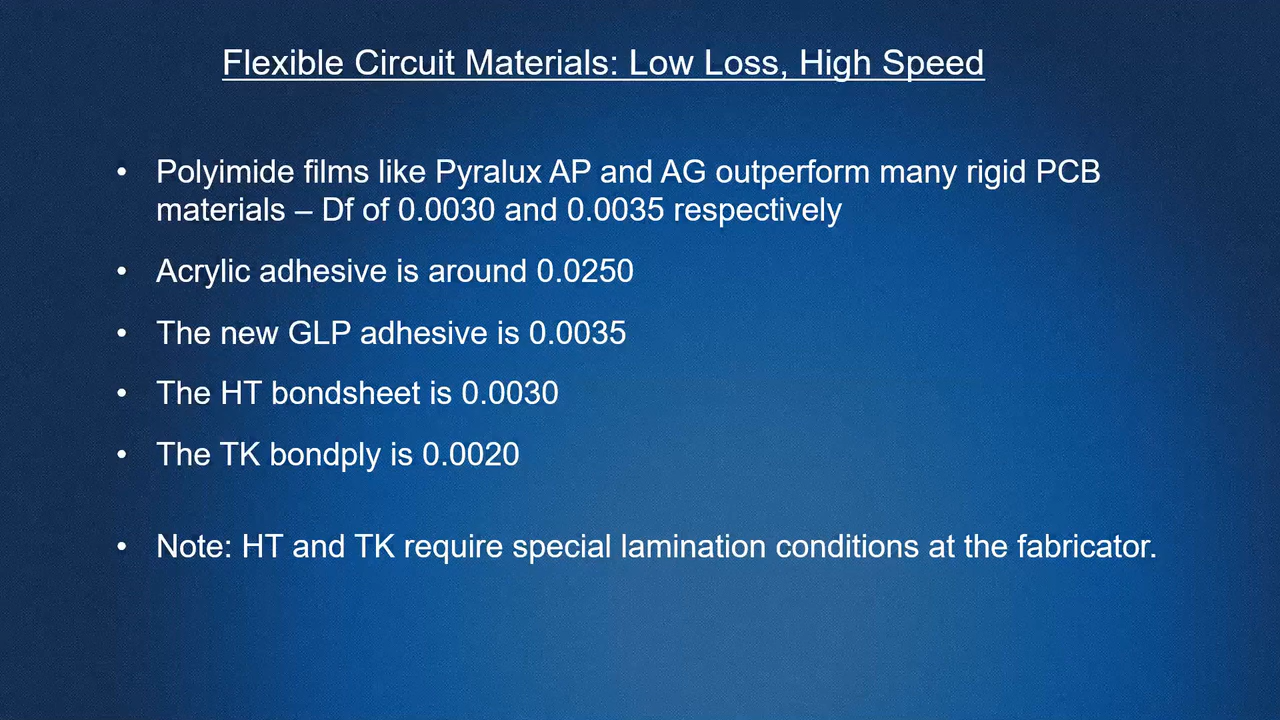 Flexible Circuit Materials: Low Loss, High Speed
• Polyimide films like Pyralux AP and AG outperform many rigid PCB
materials – Df of 0.0030 and 0.0035 respectively
• Acrylic adhesive is around 0.0250
• The new GLP adhesive is 0.0035
• The HT bondsheet is 0.0030
• The TK bondply is 0.0020
• Note: HT and TK require special lamination conditions at the fabricator.